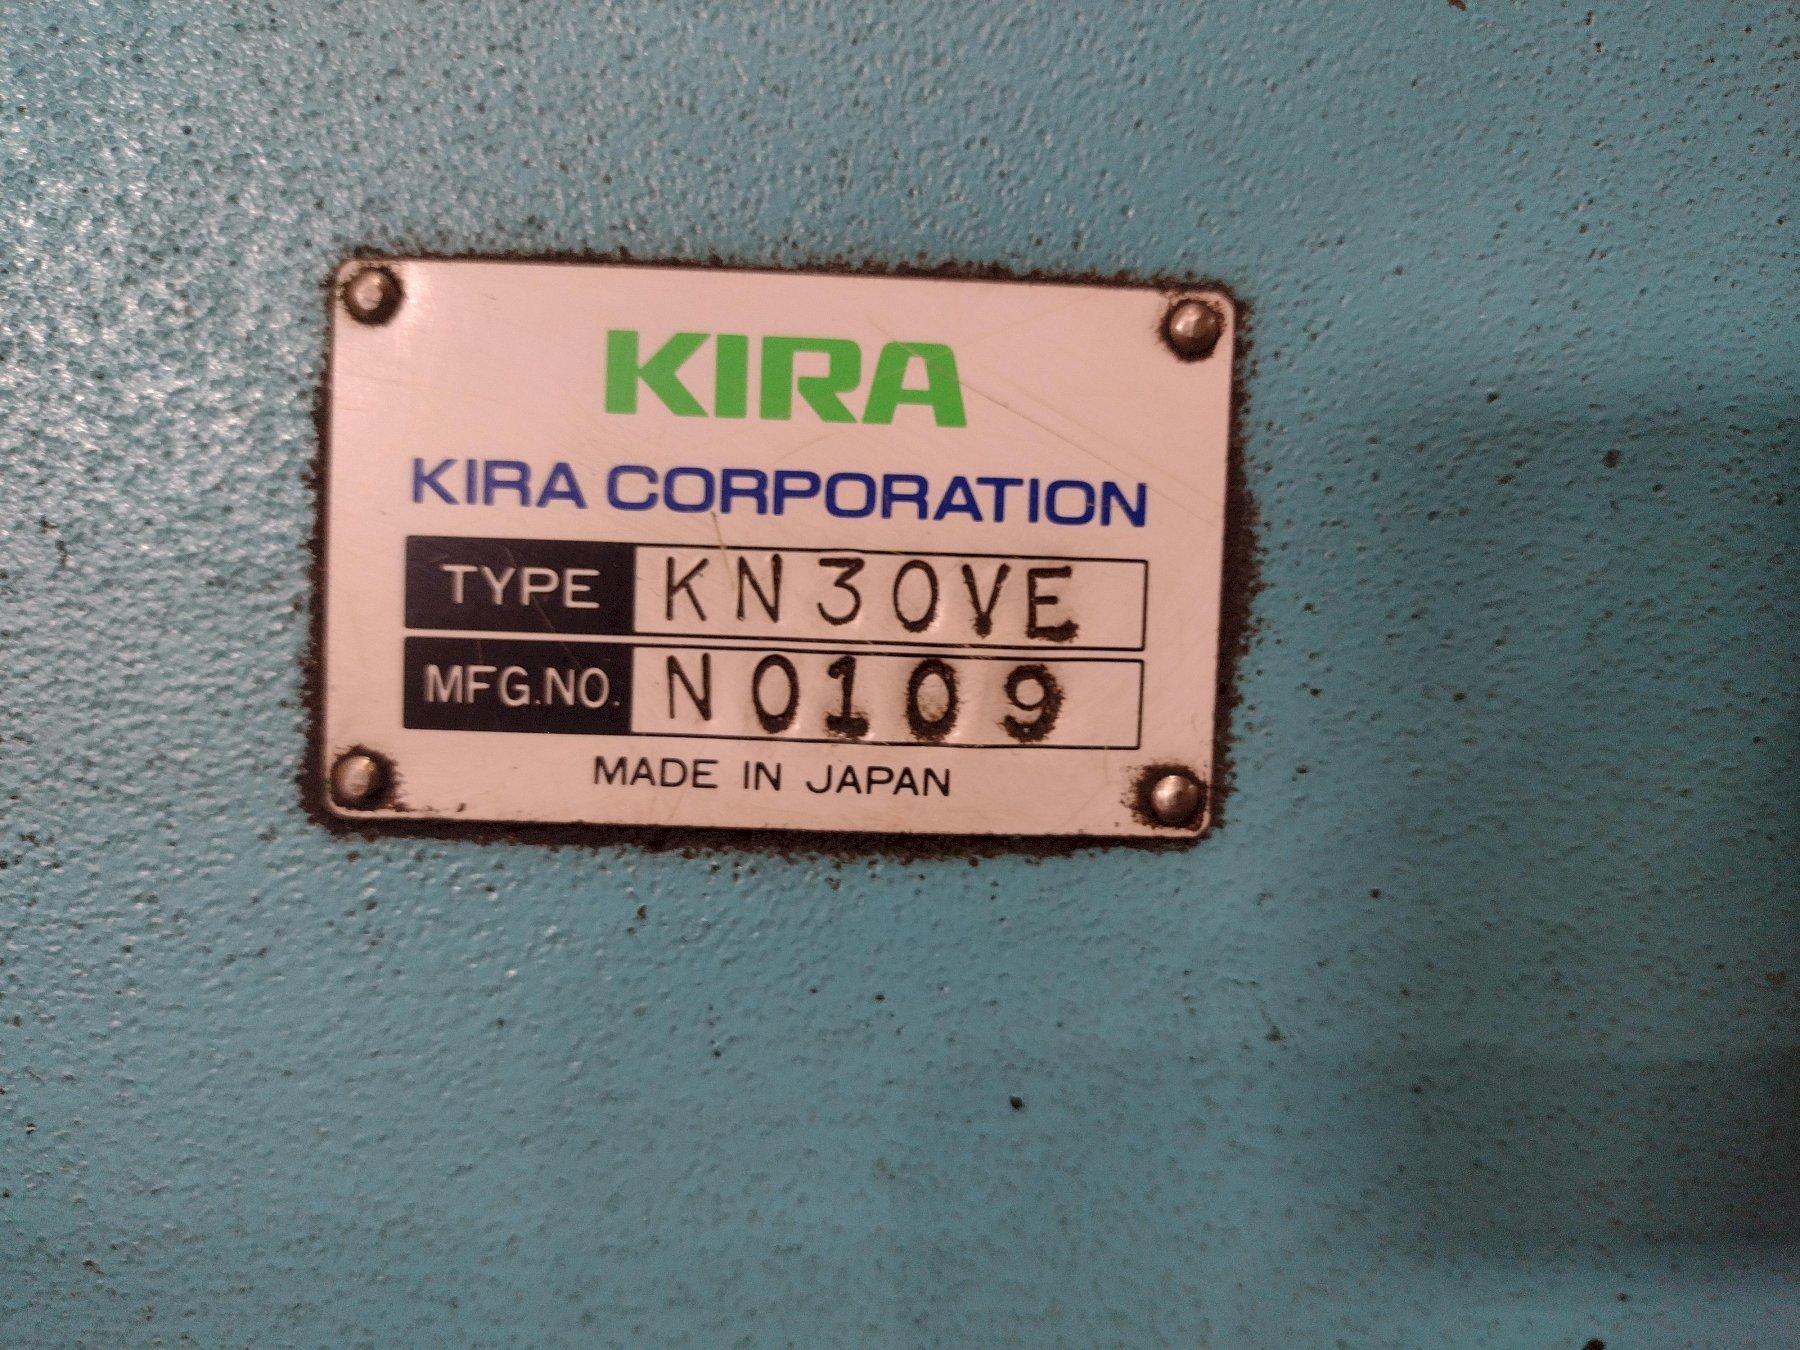 KIRA
KIRA CORPORATION
TYPE KN30VE
MFG.NO. N0109
MADE IN JAPAN